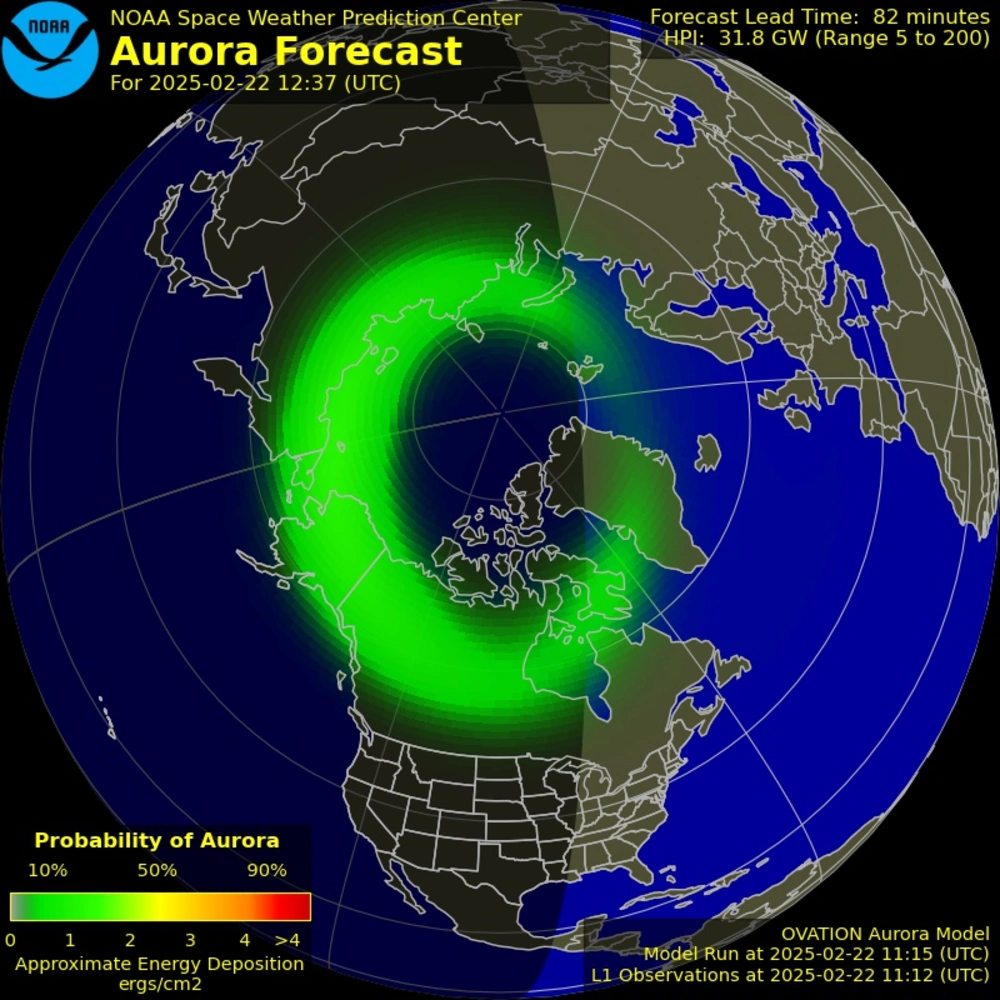 NOAA
NOAA Space Weather Prediction Center
Aurora Forecast
For 2025-02-22 12:37 (UTC)
Forecast Lead Time: 82 minutes
HPI: 31.8 GW (Range 5 to 200)
Probability of Aurora
10% 50% 90%
0 1 2 3 4 >4
Approximate Energy Deposition
ergs/cm2
OVATION Aurora Model
Model Run at 2025-02-22 11:15 (UTC)
L1 Observations at 2025-02-22 11:12 (UTC)